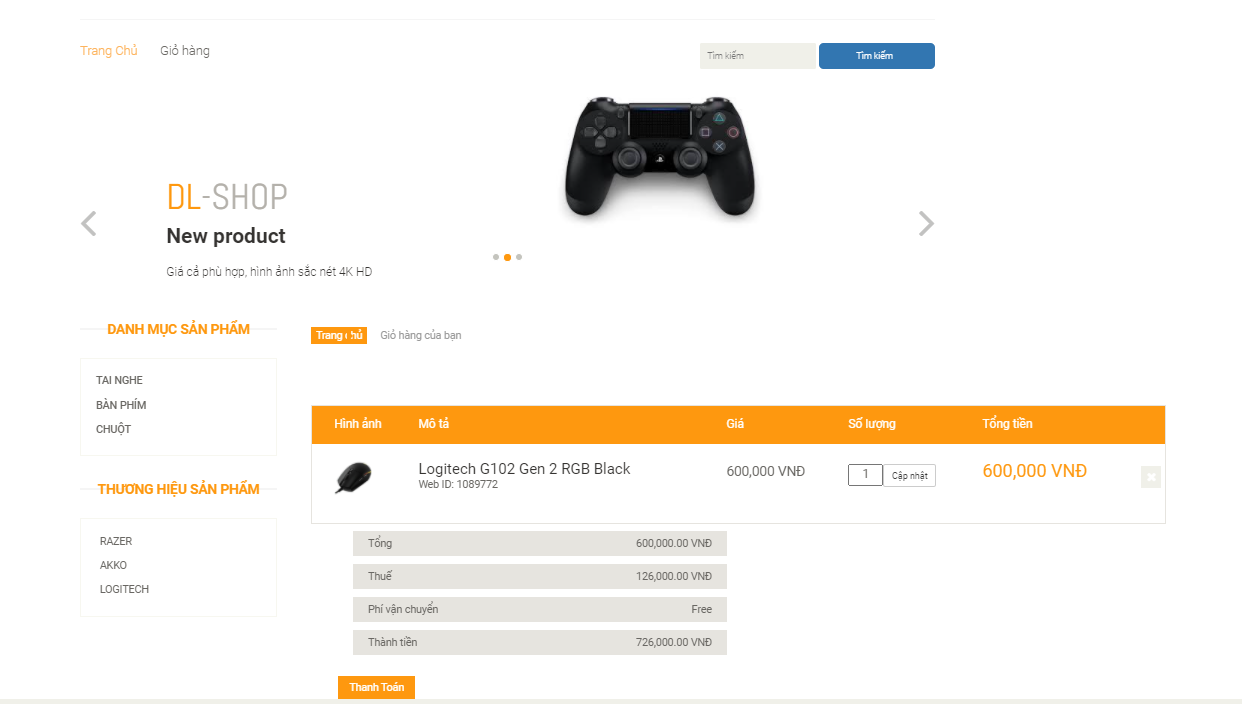 Trang Chủ Giỏ hàng
Tìm kiếm Tìm kiếm
DL-SHOP
New product
Giá cả phù hợp, hình ảnh sắc nét 4K HD
DANH MỤC SẢN PHẨM
TAI NGHE
BÀN PHÍM
CHUỘT
THƯƠNG HIỆU SẢN PHẨM
RAZER
AKKO
LOGITECH
Trang chủ Giỏ hàng của bạn
Hình ảnh Mô tả Giá Số lượng Tổng tiền
Logitech G102 Gen 2 RGB Black 600,000 VNĐ 1 Cập nhật 600,000 VNĐ
Web ID: 1089772
Tổng 600,000.00 VNĐ
Thuế 126,000.00 VNĐ
Phí vận chuyển Free
Thành tiền 726,000.00 VNĐ
Thanh Toán